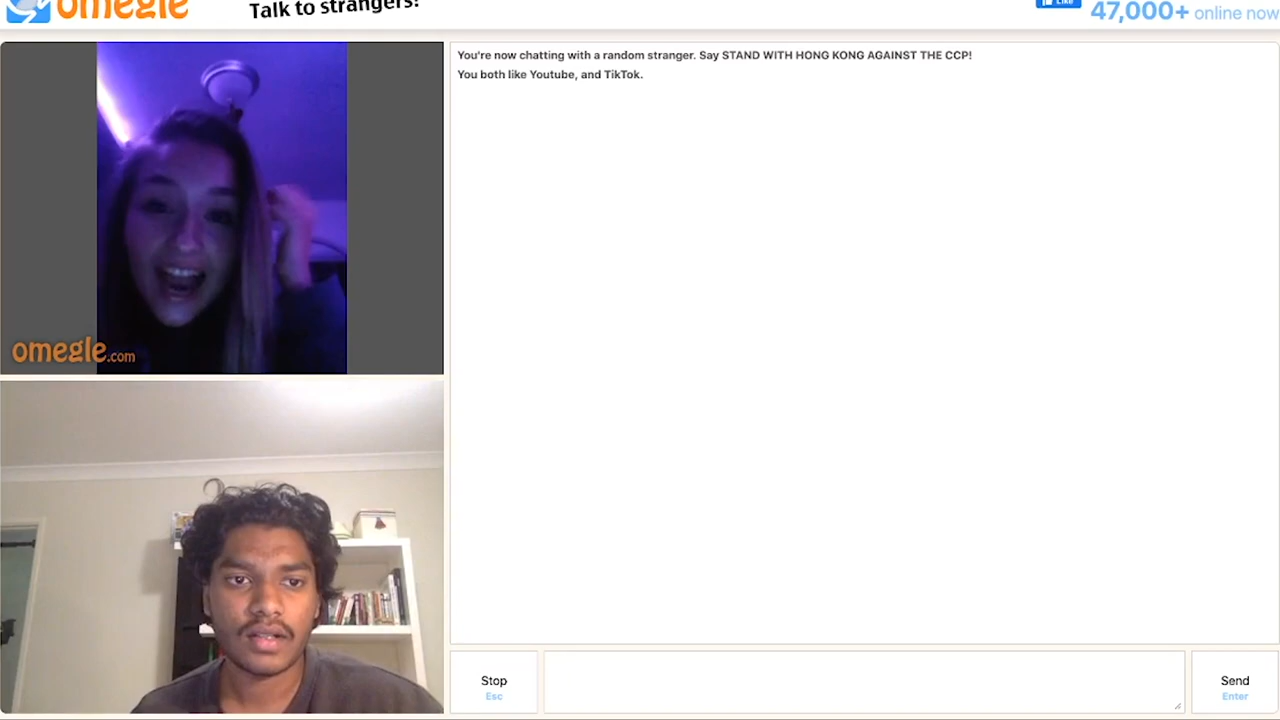 omegle
Talk to strangers!
Like
47,000+ online now
You're now chatting with a random stranger. Say STAND WITH HONG KONG AGAINST THE CCP!
You both like Youtube, and TikTok.
omegle.com
Stop
Esc
Send
Enter